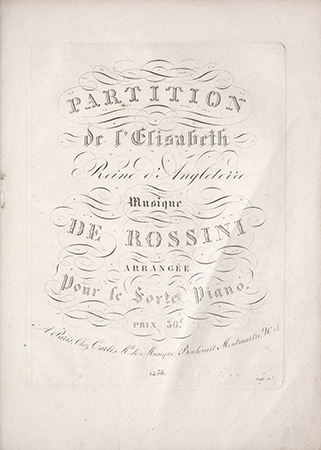 PARTITION
de l'Elisabeth
Reine d'Angleterre
Musique
DE ROSSINI
ARRANGÉE
Pour le Forte Piano.
PRIX 36f.
A Paris, Chez Carli, Md. de Musique, Boulevart Montmartre, No. 14
1456.